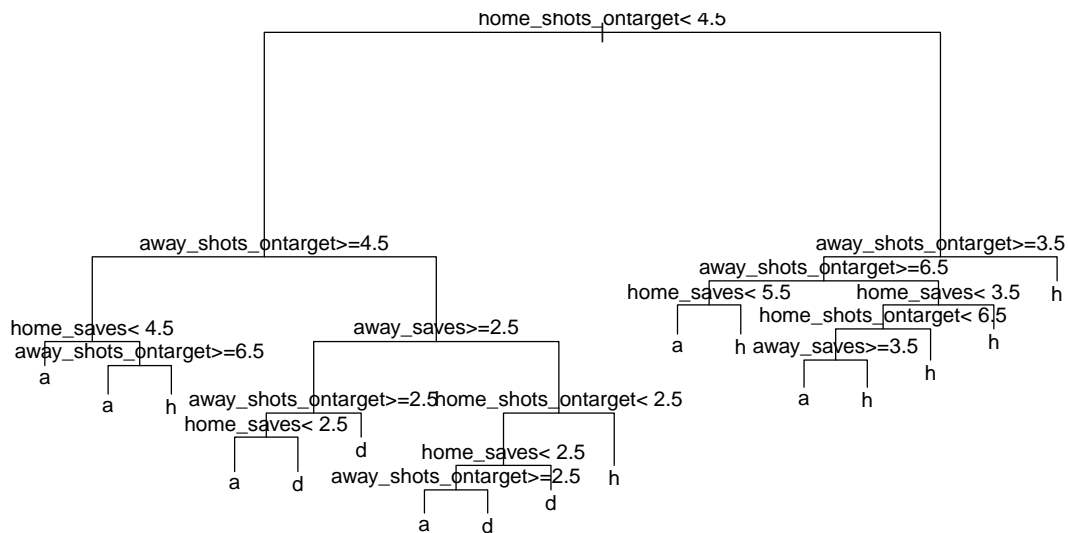 home_shots_ontarget< 4.5
away_shots_ontarget>=4.5
away_shots_ontarget>=3.5
away_shots_ontarget>=6.5
home_saves< 5.5
home_saves< 3.5
h
home_shots_ontarget< 6.5
home_saves< 4.5
away_saves>=2.5
a
h
away_saves>=3.5
h
away_shots_ontarget>=6.5
h
a
a
h
a
h
away_shots_ontarget>=2.5
home_shots_ontarget< 2.5
home_saves< 2.5
d
home_saves< 2.5
a
d
away_shots_ontarget>=2.5
h
d
a
d